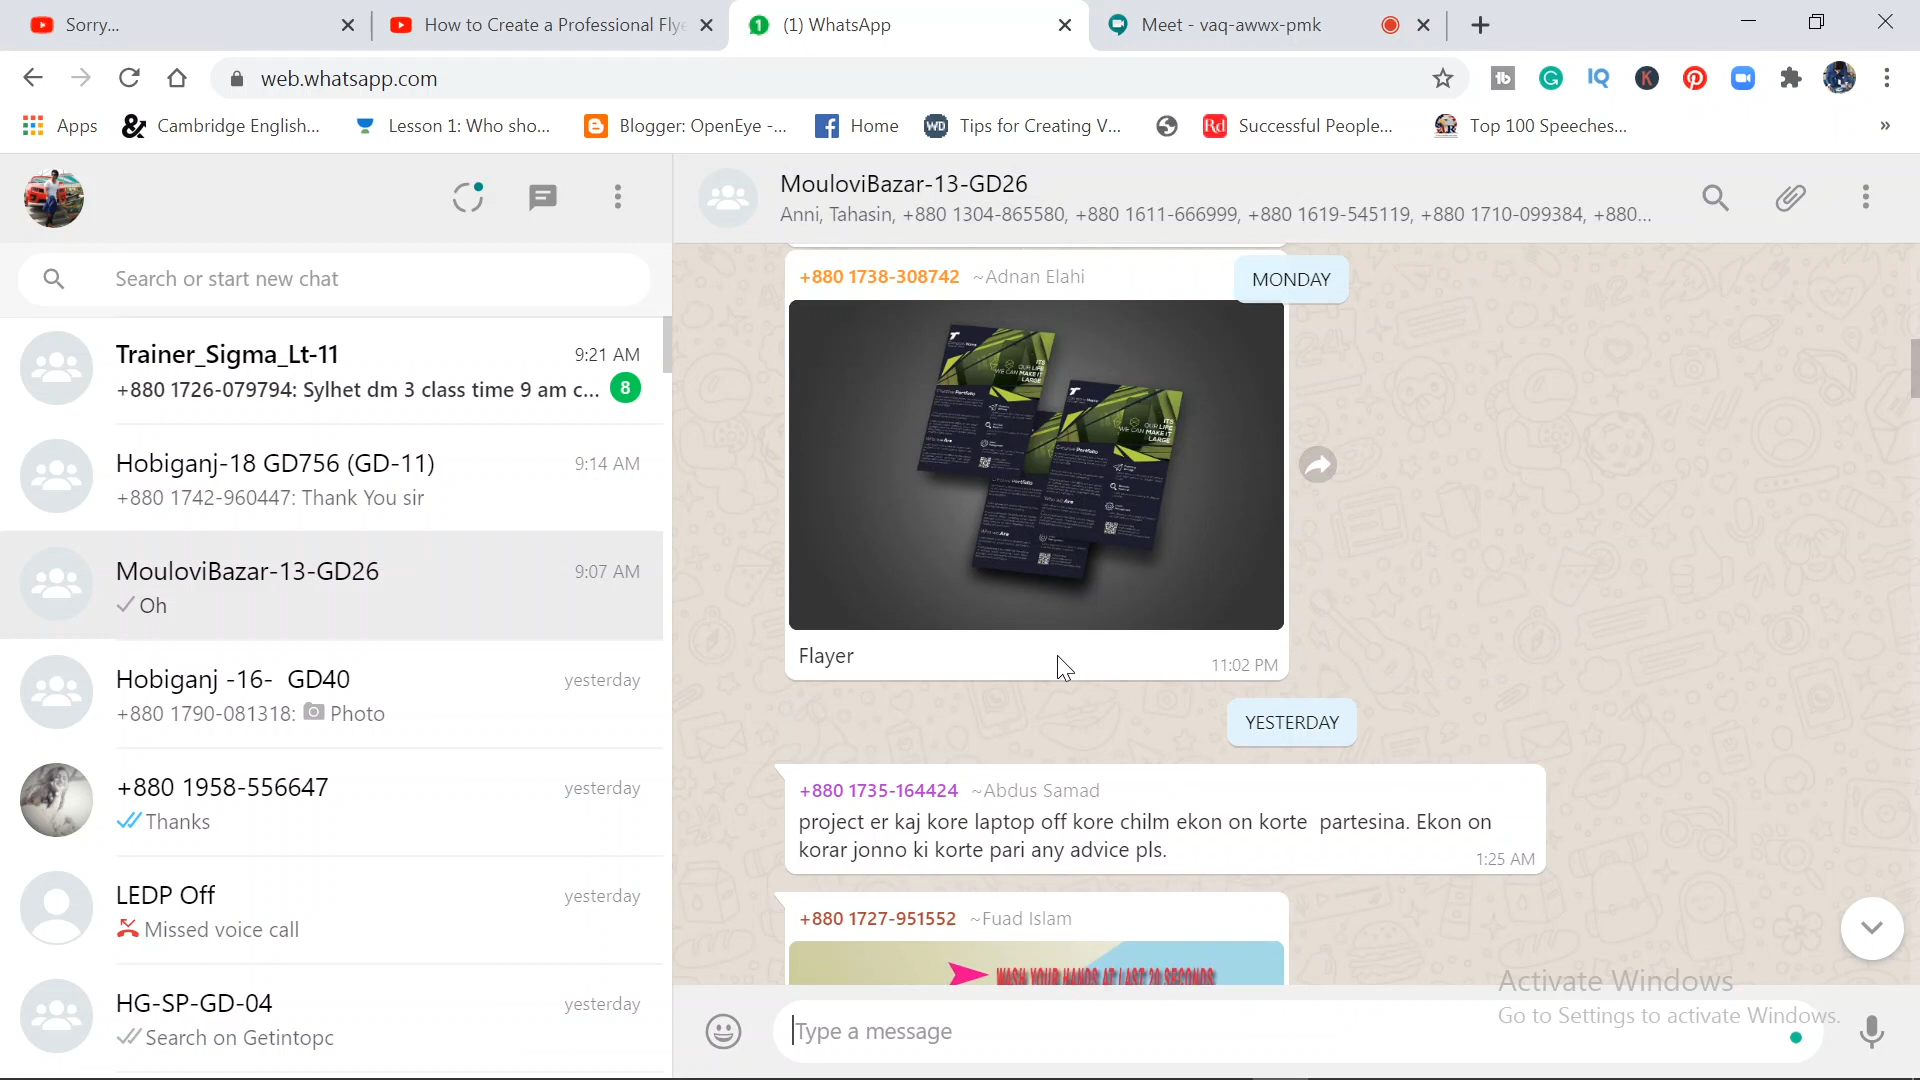 Sorry...
How to Create a Professional Flye
(1) WhatsApp
Meet - vaq-awwx-pmk
web.whatsapp.com
Apps
Cambridge English...
Lesson 1: Who sho...
Blogger: OpenEye -...
Home
Tips for Creating V...
Successful People...
Top 100 Speeches...
MouloviBazar-13-GD26
Anni, Tahasin, +880 1304-865580, +880 1611-666999, +880 1619-545119, +880 1710-099384, +880...
Search or start new chat
Trainer_Sigma_Lt-11
9:21 AM
+880 1726-079794: Sylhet dm 3 class time 9 am c...
8
Hobiganj-18 GD756 (GD-11)
9:14 AM
+880 1742-960447: Thank You sir
MouloviBazar-13-GD26
9:07 AM
Oh
Hobiganj -16- GD40
yesterday
+880 1790-081318: Photo
+880 1958-556647
yesterday
Thanks
LEDP Off
yesterday
Missed voice call
HG-SP-GD-04
yesterday
Search on Getintopc
+880 1738-308742 ~Adnan Elahi
MONDAY
Flayer
11:02 PM
YESTERDAY
+880 1735-164424 ~Abdus Samad
project er kaj kore laptop off kore chilm ekon on korte partesina. Ekon on
korar jonno ki korte pari any advice pls.
1:25 AM
+880 1727-951552 ~Fuad Islam
WASH YOUR HANDS AT LAST 20 SECONDS
Type a message
Activate Windows
Go to Settings to activate Windows.